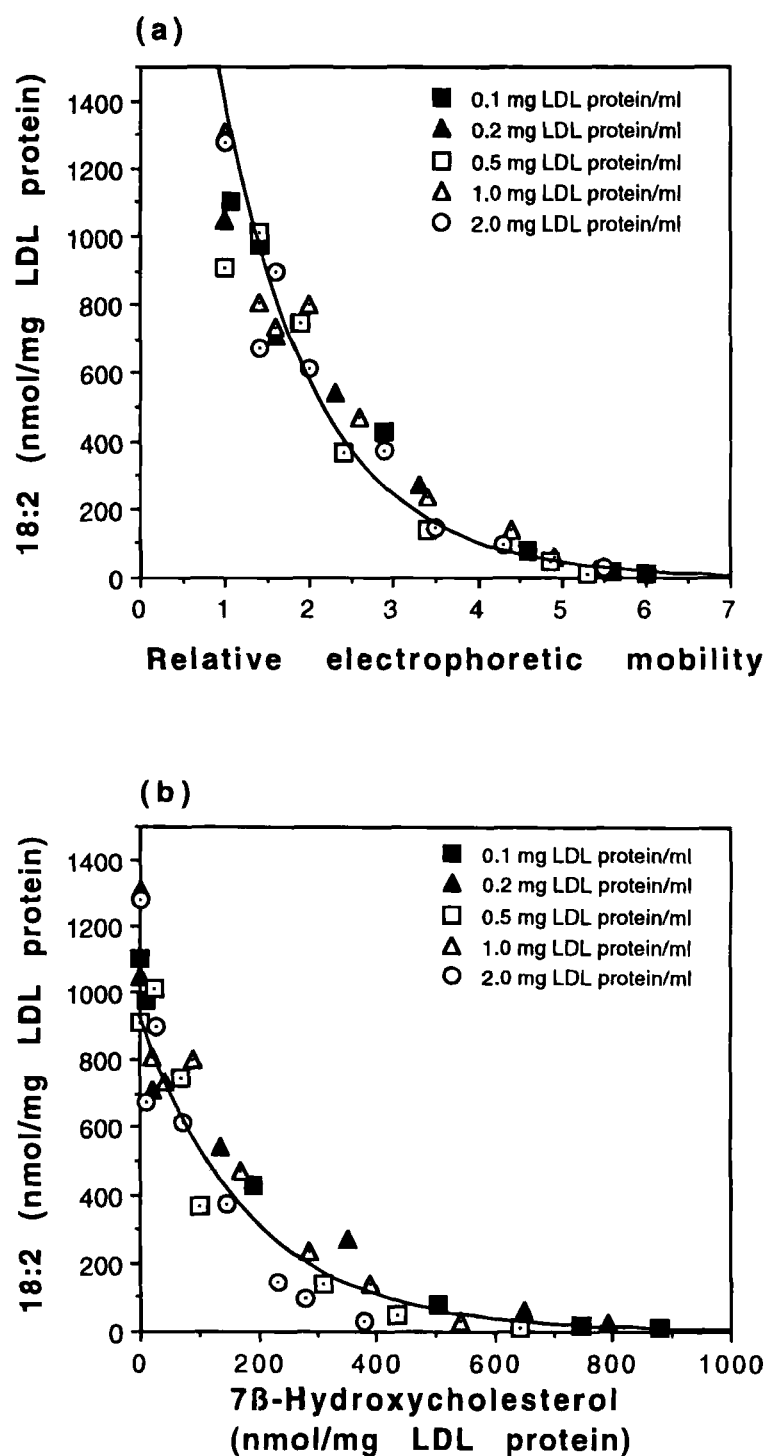 (a)
1400
1200
1000
800
600
400
200
0
18:2 (nmol/mg LDL protein)
0.1 mg LDL protein/ml
0.2 mg LDL protein/ml
0.5 mg LDL protein/ml
1.0 mg LDL protein/ml
2.0 mg LDL protein/ml
0 1 2 3 4 5 6 7
Relative electrophoretic mobility
(b)
1400
1200
1000
800
600
400
200
0
18:2 (nmol/mg LDL protein)
0.1 mg LDL protein/ml
0.2 mg LDL protein/ml
0.5 mg LDL protein/ml
1.0 mg LDL protein/ml
2.0 mg LDL protein/ml
0 200 400 600 800 1000
7ß-Hydroxycholesterol
(nmol/mg LDL protein)